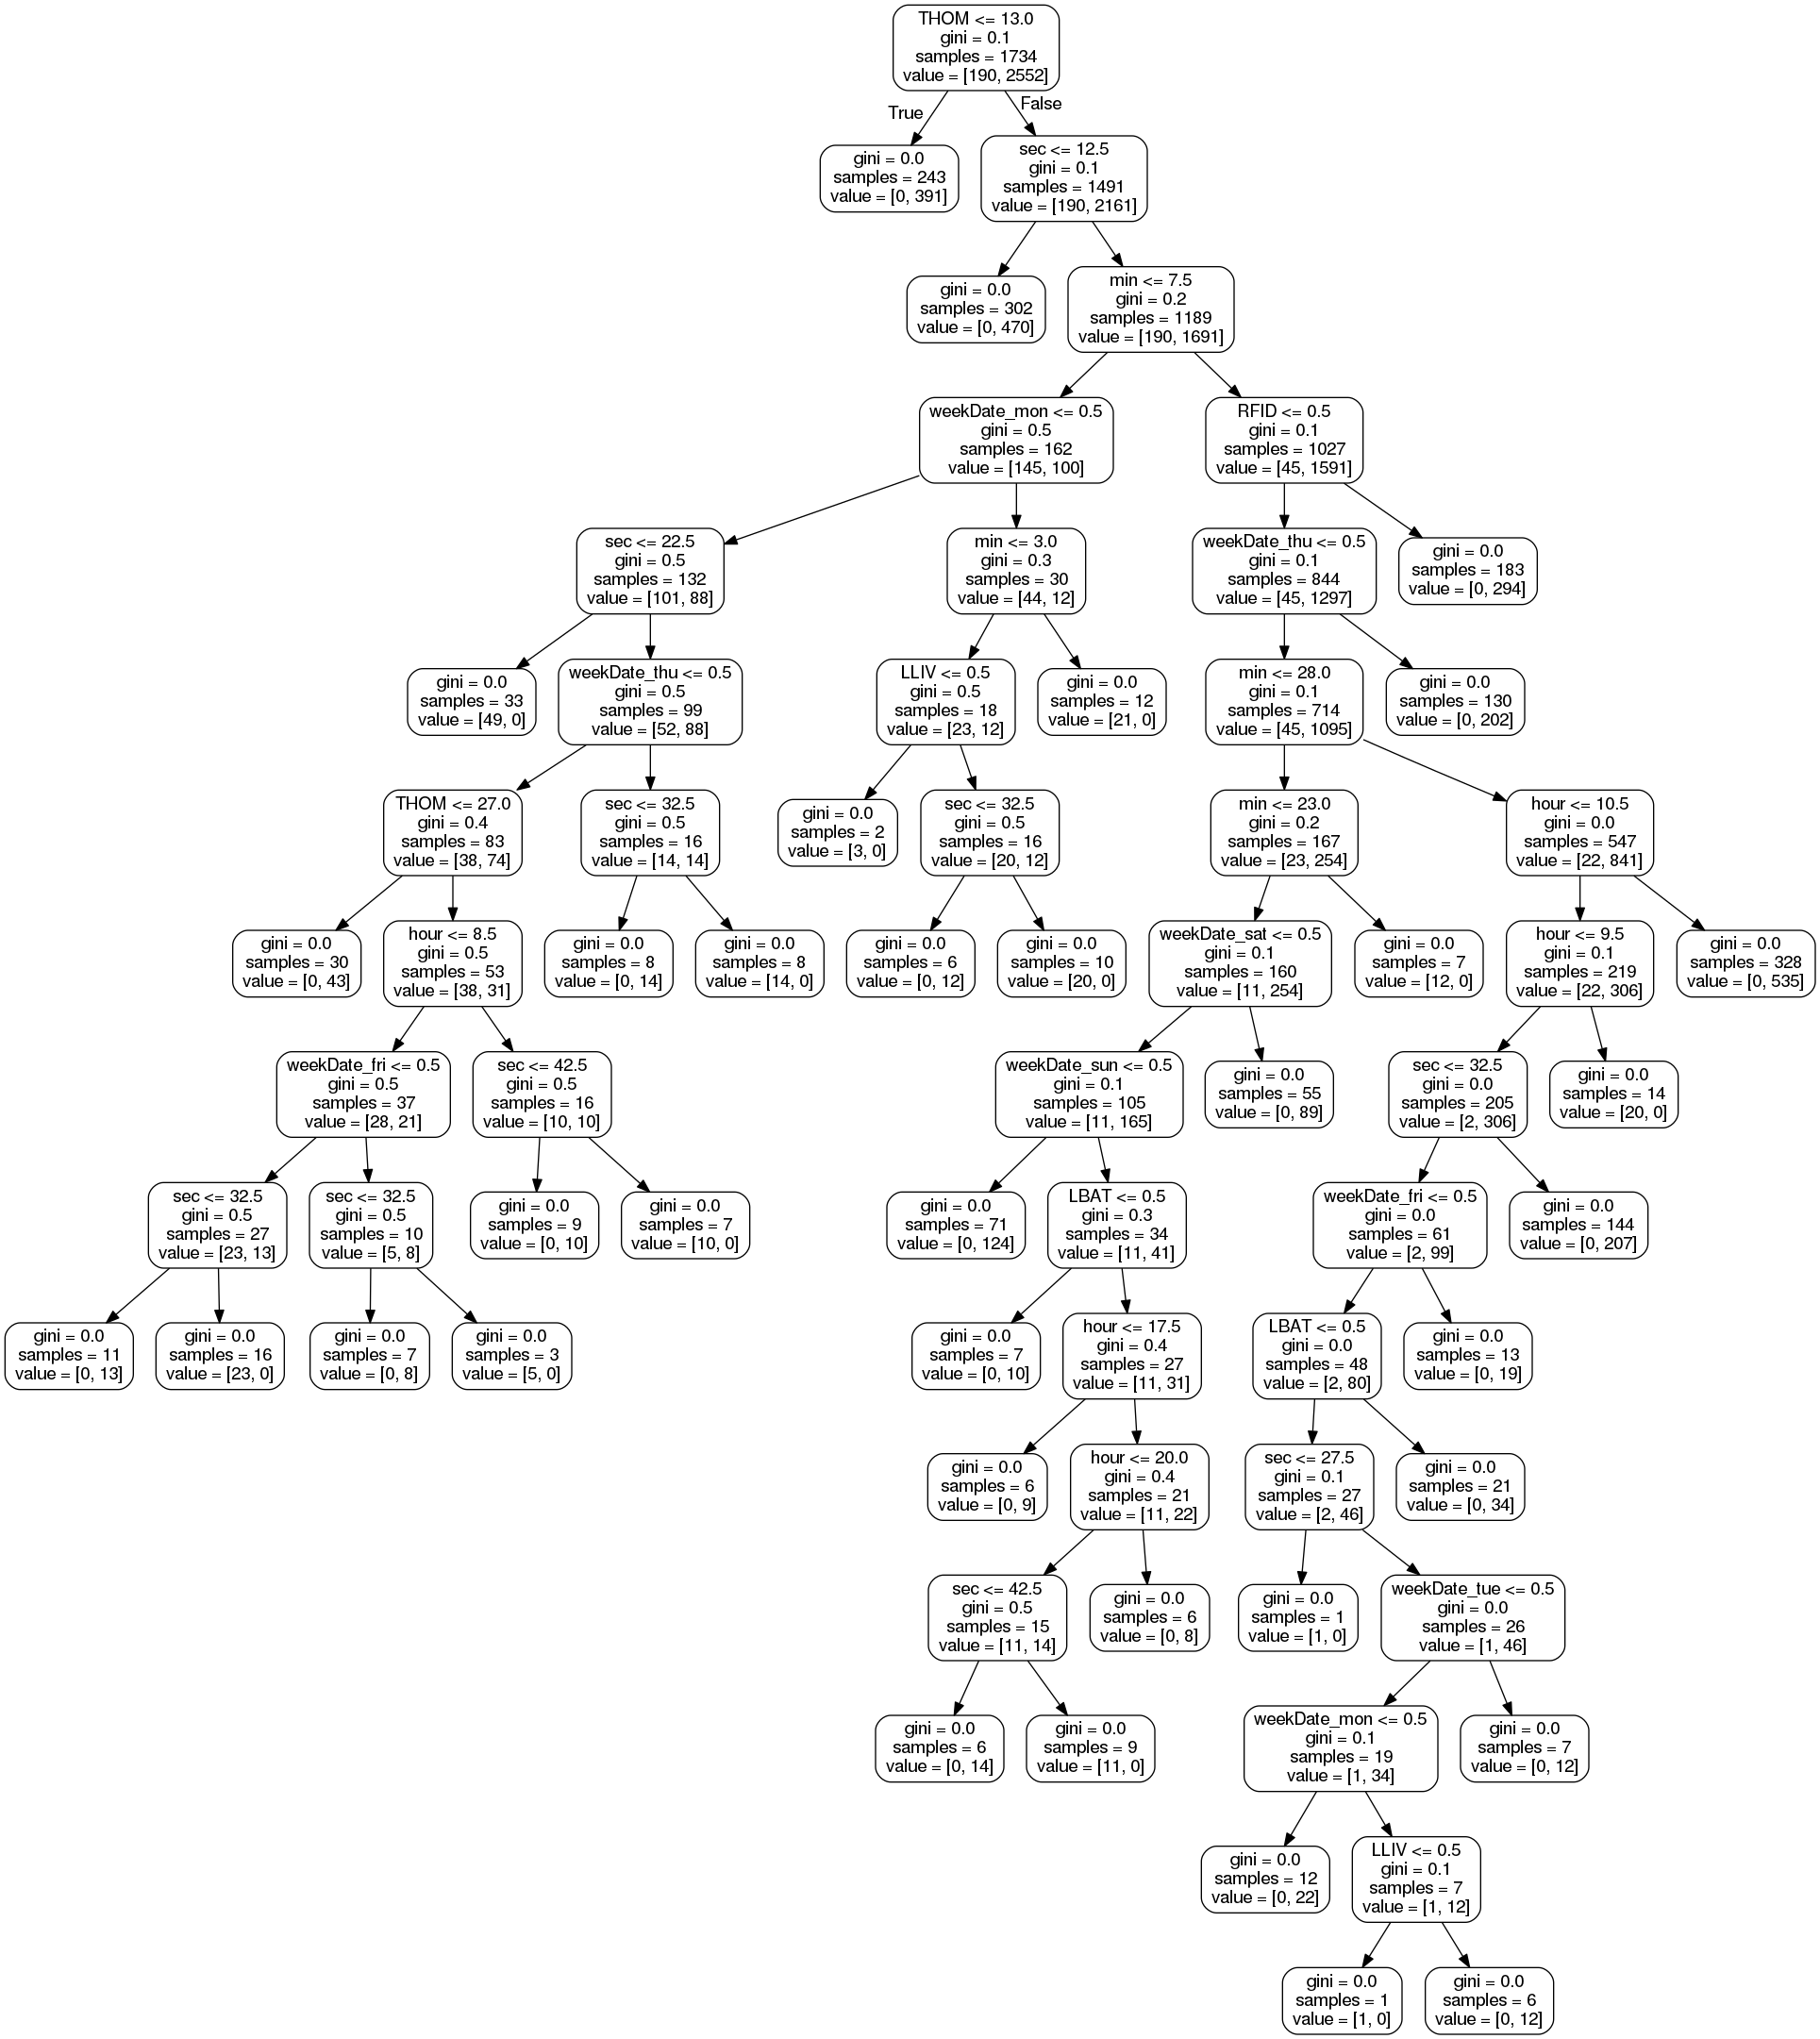 THOM <= 13.0
gini = 0.1
samples = 1734
value = [190, 2552]
True
False
gini = 0.0
samples = 243
value = [0, 391]
sec <= 12.5
gini = 0.1
samples = 1491
value = [190, 2161]
gini = 0.0
samples = 302
value = [0, 470]
min <= 7.5
gini = 0.2
samples = 1189
value = [190, 1691]
weekDate_mon <= 0.5
gini = 0.5
samples = 162
value = [145, 100]
RFID <= 0.5
gini = 0.1
samples = 1027
value = [45, 1591]
sec <= 22.5
gini = 0.5
samples = 132
value = [101, 88]
min <= 3.0
gini = 0.3
samples = 30
value = [44, 12]
weekDate_thu <= 0.5
gini = 0.1
samples = 844
value = [45, 1297]
gini = 0.0
samples = 183
value = [0, 294]
gini = 0.0
samples = 33
value = [49, 0]
weekDate_thu <= 0.5
gini = 0.5
samples = 99
value = [52, 88]
LLIV <= 0.5
gini = 0.5
samples = 18
value = [23, 12]
gini = 0.0
samples = 12
value = [21, 0]
min <= 28.0
gini = 0.1
samples = 714
value = [45, 1095]
gini = 0.0
samples = 130
value = [0, 202]
THOM <= 27.0
gini = 0.4
samples = 83
value = [38, 74]
sec <= 32.5
gini = 0.5
samples = 16
value = [14, 14]
gini = 0.0
samples = 2
value = [3, 0]
sec <= 32.5
gini = 0.5
samples = 16
value = [20, 12]
min <= 23.0
gini = 0.2
samples = 167
value = [23, 254]
hour <= 10.5
gini = 0.0
samples = 547
value = [22, 841]
gini = 0.0
samples = 30
value = [0, 43]
hour <= 8.5
gini = 0.5
samples = 53
value = [38, 31]
gini = 0.0
samples = 8
value = [0, 14]
gini = 0.0
samples = 8
value = [14, 0]
gini = 0.0
samples = 6
value = [0, 12]
gini = 0.0
samples = 10
value = [20, 0]
weekDate_sat <= 0.5
gini = 0.1
samples = 160
value = [11, 254]
gini = 0.0
samples = 7
value = [12, 0]
hour <= 9.5
gini = 0.1
samples = 219
value = [22, 306]
gini = 0.0
samples = 328
value = [0, 535]
weekDate_fri <= 0.5
gini = 0.5
samples = 37
value = [28, 21]
sec <= 42.5
gini = 0.5
samples = 16
value = [10, 10]
weekDate_sun <= 0.5
gini = 0.1
samples = 105
value = [11, 165]
gini = 0.0
samples = 55
value = [0, 89]
sec <= 32.5
gini = 0.0
samples = 205
value = [2, 306]
gini = 0.0
samples = 14
value = [20, 0]
sec <= 32.5
gini = 0.5
samples = 27
value = [23, 13]
sec <= 32.5
gini = 0.5
samples = 10
value = [5, 8]
gini = 0.0
samples = 9
value = [0, 10]
gini = 0.0
samples = 7
value = [10, 0]
gini = 0.0
samples = 71
value = [0, 124]
LBAT <= 0.5
gini = 0.3
samples = 34
value = [11, 41]
weekDate_fri <= 0.5
gini = 0.0
samples = 61
value = [2, 99]
gini = 0.0
samples = 144
value = [0, 207]
gini = 0.0
samples = 11
value = [0, 13]
gini = 0.0
samples = 16
value = [23, 0]
gini = 0.0
samples = 7
value = [0, 8]
gini = 0.0
samples = 3
value = [5, 0]
gini = 0.0
samples = 7
value = [0, 10]
hour <= 17.5
gini = 0.4
samples = 27
value = [11, 31]
LBAT <= 0.5
gini = 0.0
samples = 48
value = [2, 80]
gini = 0.0
samples = 13
value = [0, 19]
gini = 0.0
samples = 6
value = [0, 9]
hour <= 20.0
gini = 0.4
samples = 21
value = [11, 22]
sec <= 27.5
gini = 0.1
samples = 27
value = [2, 46]
gini = 0.0
samples = 21
value = [0, 34]
sec <= 42.5
gini = 0.5
samples = 15
value = [11, 14]
gini = 0.0
samples = 6
value = [0, 8]
gini = 0.0
samples = 1
value = [1, 0]
weekDate_tue <= 0.5
gini = 0.0
samples = 26
value = [1, 46]
gini = 0.0
samples = 6
value = [0, 14]
gini = 0.0
samples = 9
value = [11, 0]
weekDate_mon <= 0.5
gini = 0.1
samples = 19
value = [1, 34]
gini = 0.0
samples = 7
value = [0, 12]
gini = 0.0
samples = 12
value = [0, 22]
LLIV <= 0.5
gini = 0.1
samples = 7
value = [1, 12]
gini = 0.0
samples = 1
value = [1, 0]
gini = 0.0
samples = 6
value = [0, 12]